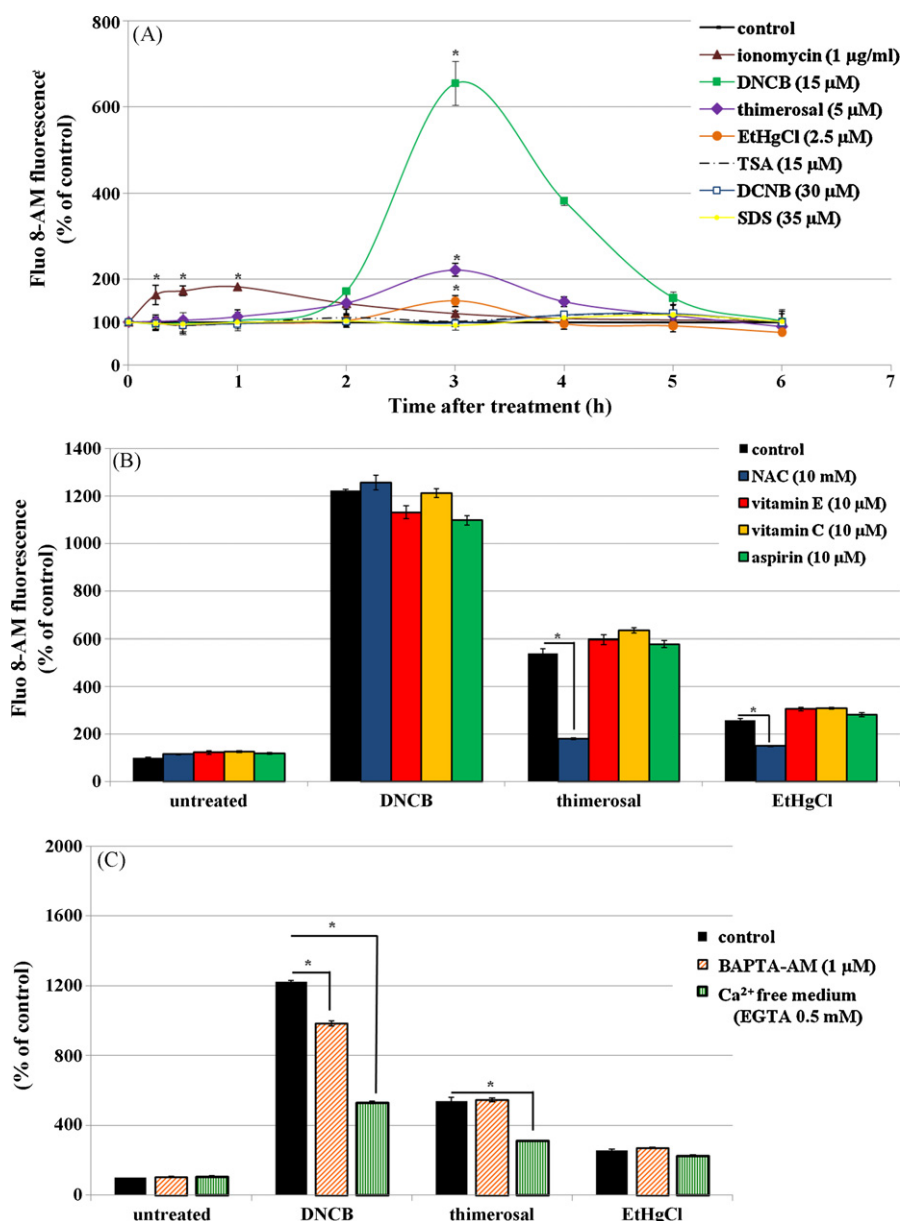 (A)
800
600
400
200
100
0
0 1 2 3 4 5 6 7
Time after treatment (h)
Fluo 8-AM fluorescence
(% of control)
* * * * * *
control
ionomycin (1 µg/ml)
DNCB (15 µM)
thimerosal (5 µM)
EtHgCl (2.5 µM)
TSA (15 µM)
DCNB (30 µM)
SDS (35 µM)
(B)
1400
1200
1000
800
600
400
200
0
Fluo 8-AM fluorescence
(% of control)
control
NAC (10 mM)
vitamin E (10 µM)
vitamin C (10 µM)
aspirin (10 µM)
* *
untreated DNCB thimerosal EtHgCl
(C)
2000
1600
1200
800
400
0
(% of control)
control
BAPTA-AM (1 µM)
Ca²⁺ free medium
(EGTA 0.5 mM)
* * *
untreated DNCB thimerosal EtHgCl